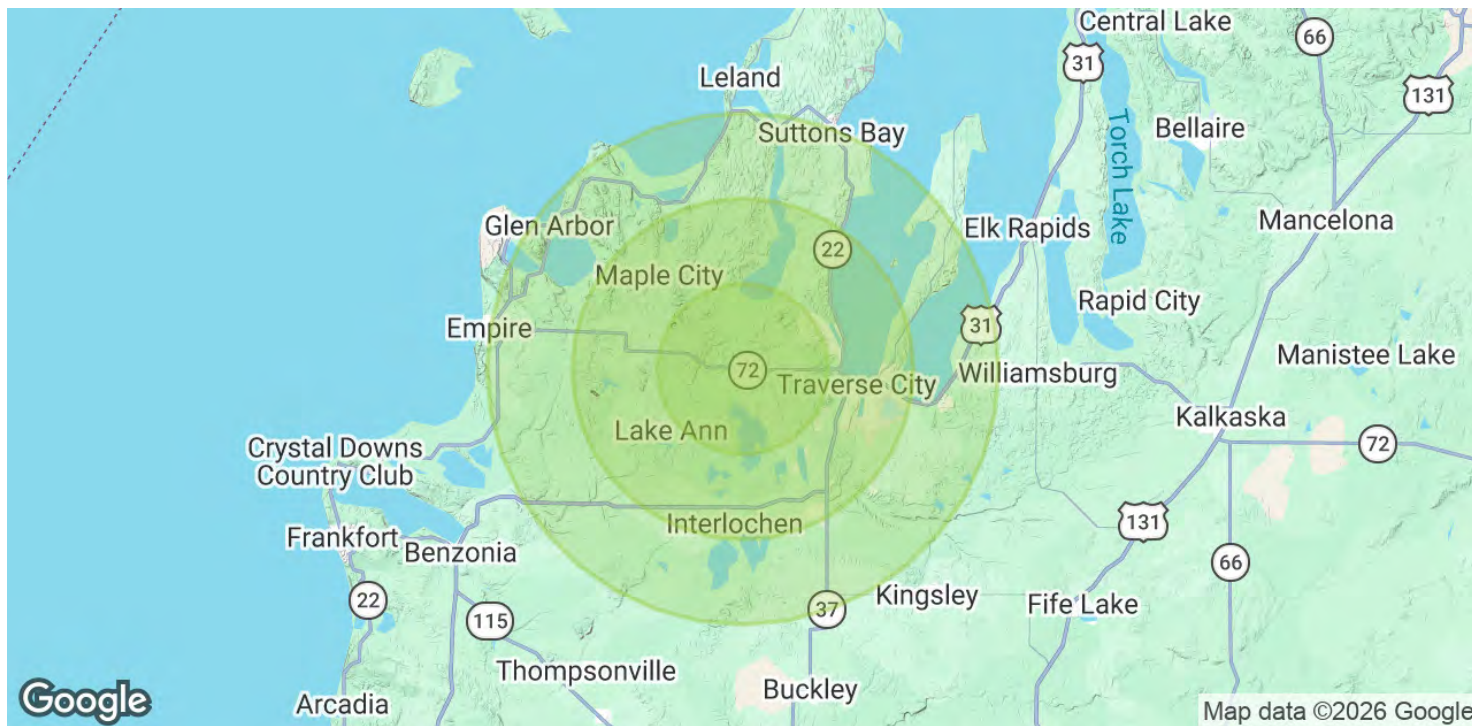 Central Lake
66
31
Leland
131
Bellaire
Suttons Bay
Torch Lake
Mancelona
Glen Arbor
Elk Rapids
22
Maple City
Rapid City
Empire
31
Manistee Lake
72
Williamsburg
Traverse City
Kalkaska
Lake Ann
72
Crystal Downs
Country Club
131
Interlochen
Frankfort
Benzonia
66
22
Kingsley
Fife Lake
37
115
Thompsonville
Buckley
Arcadia
Google
Map data ©2026 Google